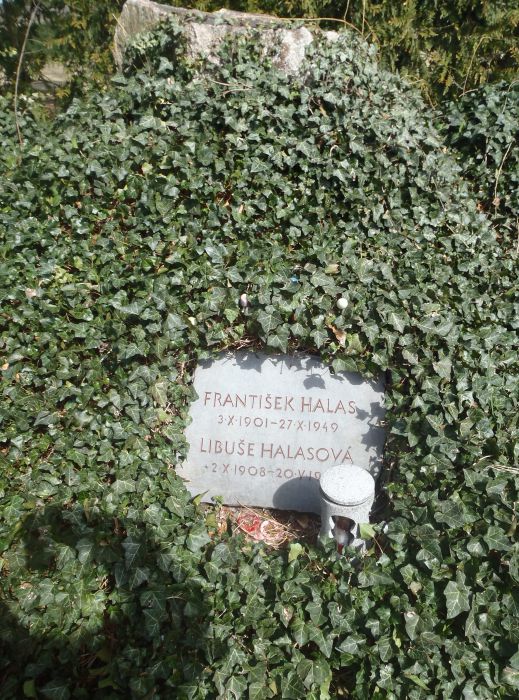 FRANTIŠEK HALAS
3·X·1901–27·X·1949
LIBUŠE HALASOVÁ
2·X·1908–20·V·19